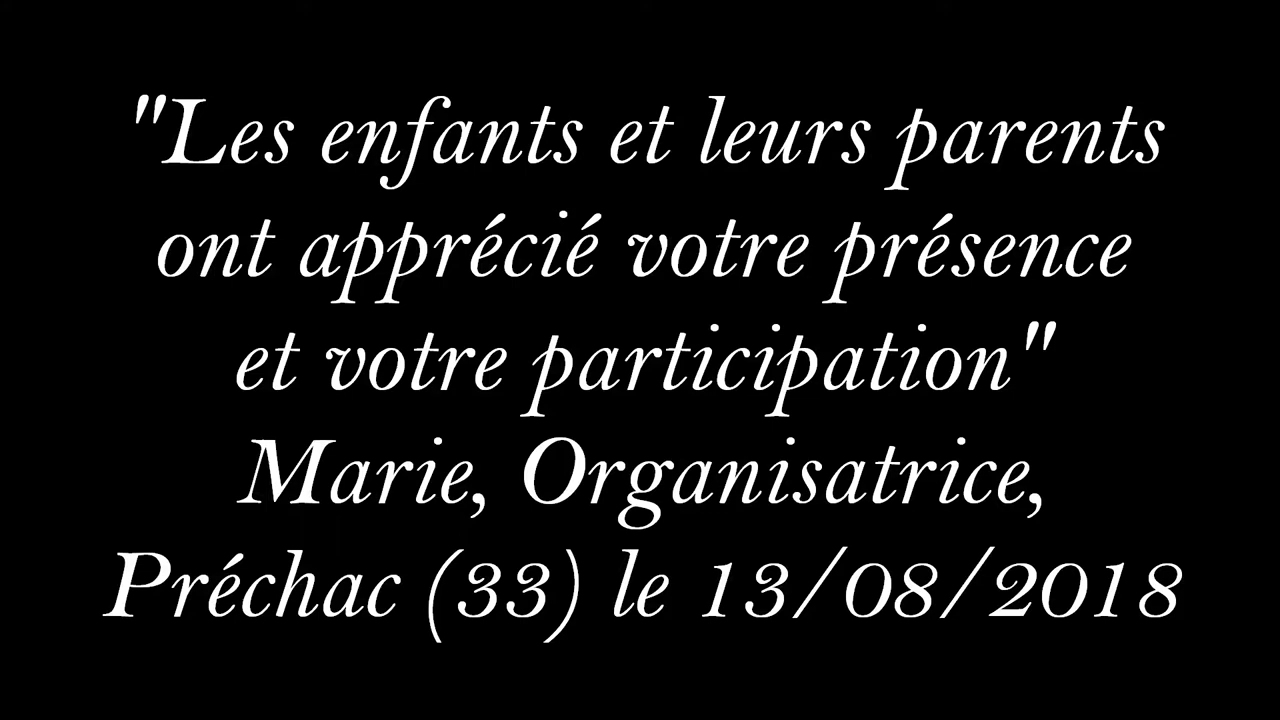 "Les enfants et leurs parents
ont apprécié votre présence
et votre participation"
Marie, Organisatrice,
Préchac (33) le 13/08/2018